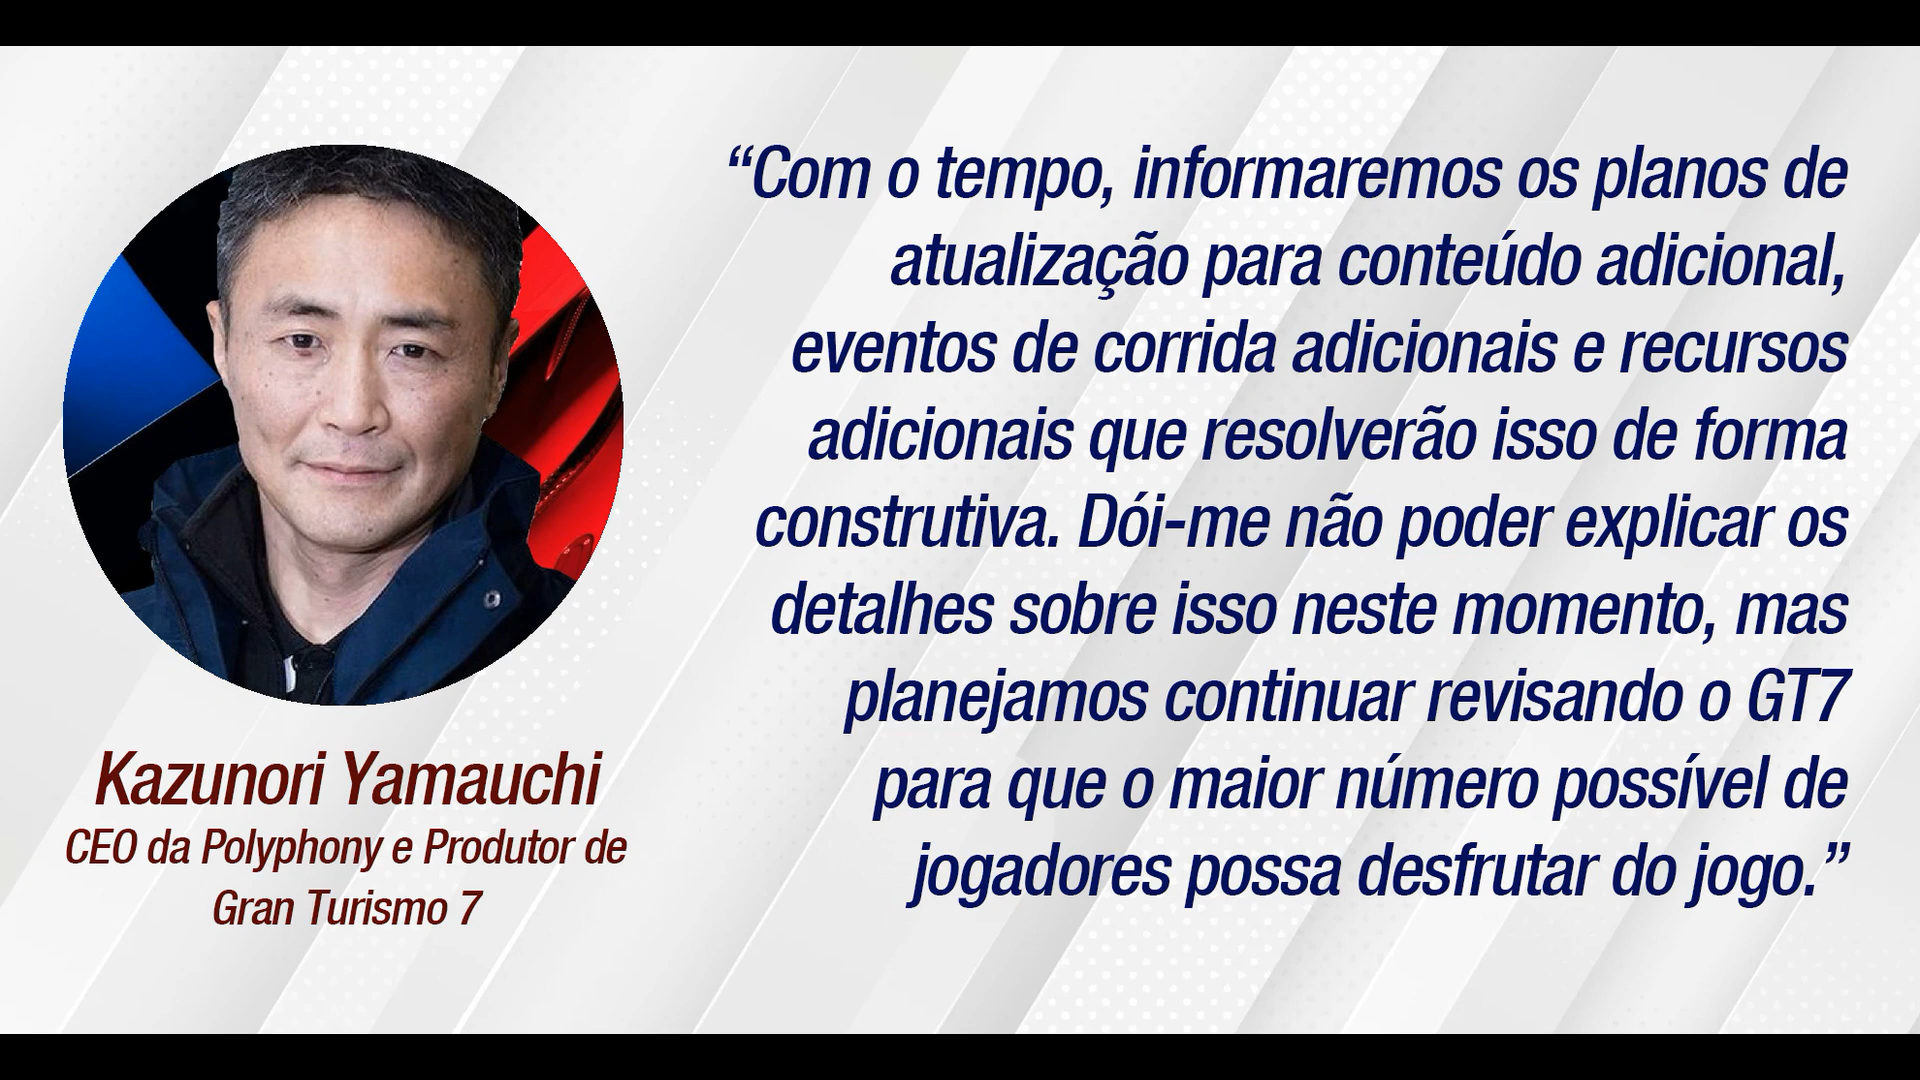 “Com o tempo, informaremos os planos de
atualização para conteúdo adicional,
eventos de corrida adicionais e recursos
adicionais que resolverão isso de forma
construtiva. Dói-me não poder explicar os
detalhes sobre isso neste momento, mas
planejamos continuar revisando o GT7
para que o maior número possível de
jogadores possa desfrutar do jogo.”
Kazunori Yamauchi
CEO da Polyphony e Produtor de
Gran Turismo 7